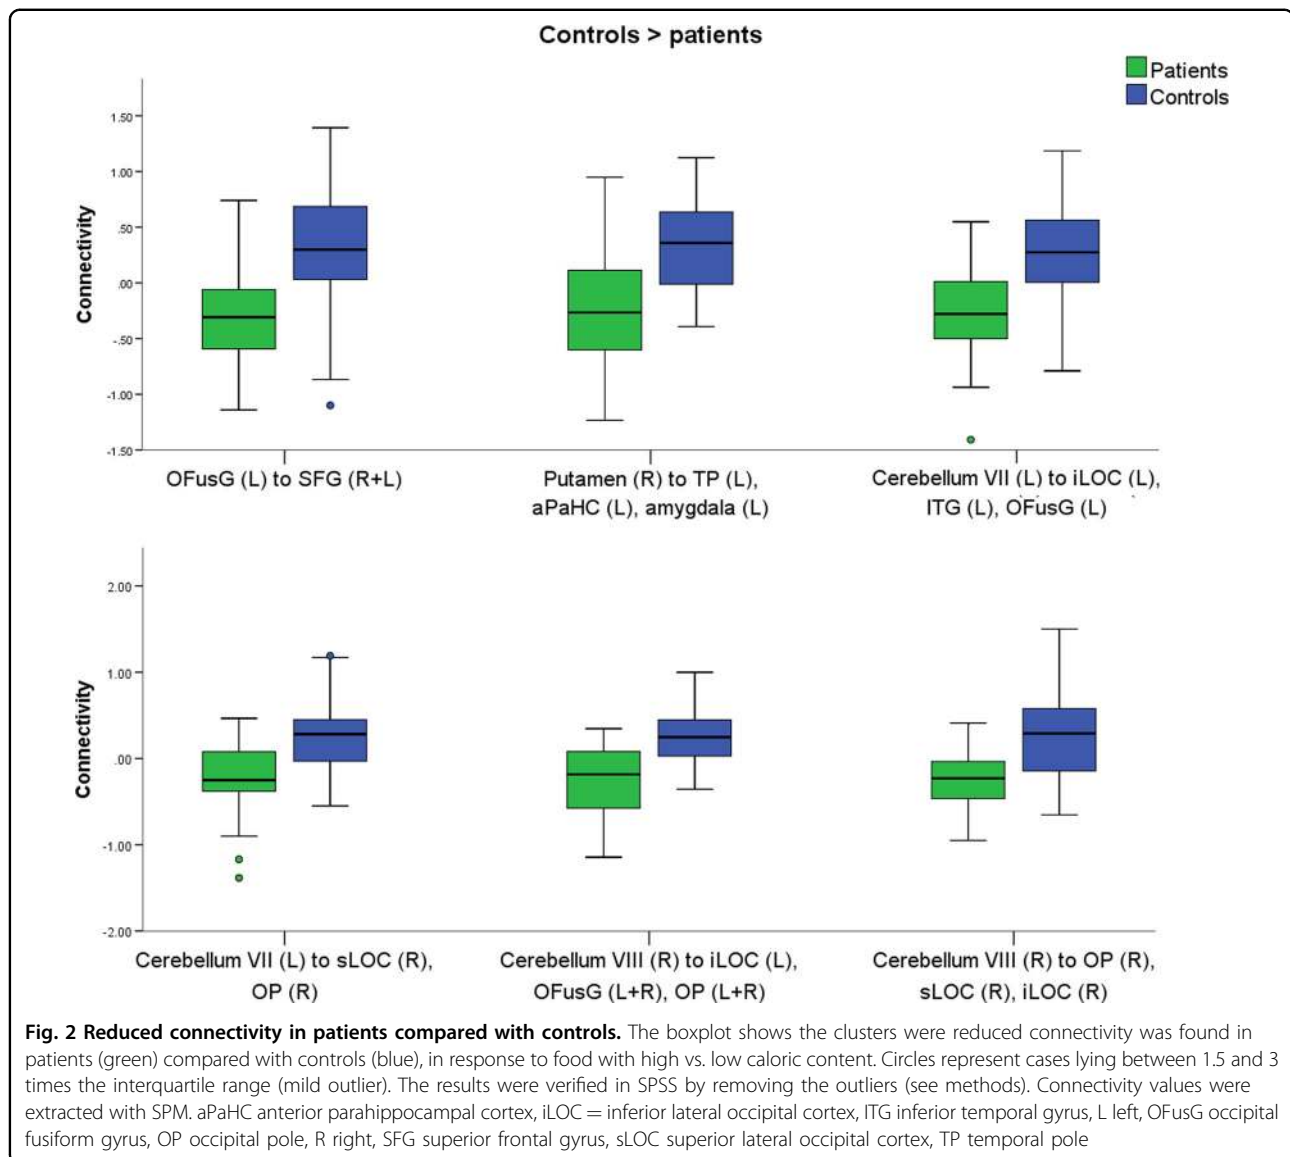 Controls > patients
Patients
Controls
Connectivity
1.50
1.00
.50
.00
-.50
-1.00
-1.50
OFusG (L) to SFG (R+L)
Putamen (R) to TP (L),
aPaHC (L), amygdala (L)
Cerebellum VII (L) to iLOC (L),
ITG (L), OFusG (L)
Connectivity
2.00
1.00
.00
-1.00
-2.00
Cerebellum VII (L) to sLOC (R),
OP (R)
Cerebellum VIII (R) to iLOC (L),
OFusG (L+R), OP (L+R)
Cerebellum VIII (R) to OP (R),
sLOC (R), iLOC (R)
Fig. 2 Reduced connectivity in patients compared with controls. The boxplot shows the clusters were reduced connectivity was found in
patients (green) compared with controls (blue), in response to food with high vs. low caloric content. Circles represent cases lying between 1.5 and 3
times the interquartile range (mild outlier). The results were verified in SPSS by removing the outliers (see methods). Connectivity values were
extracted with SPM. aPaHC anterior parahippocampal cortex, iLOC = inferior lateral occipital cortex, ITG inferior temporal gyrus, L left, OFusG occipital
fusiform gyrus, OP occipital pole, R right, SFG superior frontal gyrus, sLOC superior lateral occipital cortex, TP temporal pole